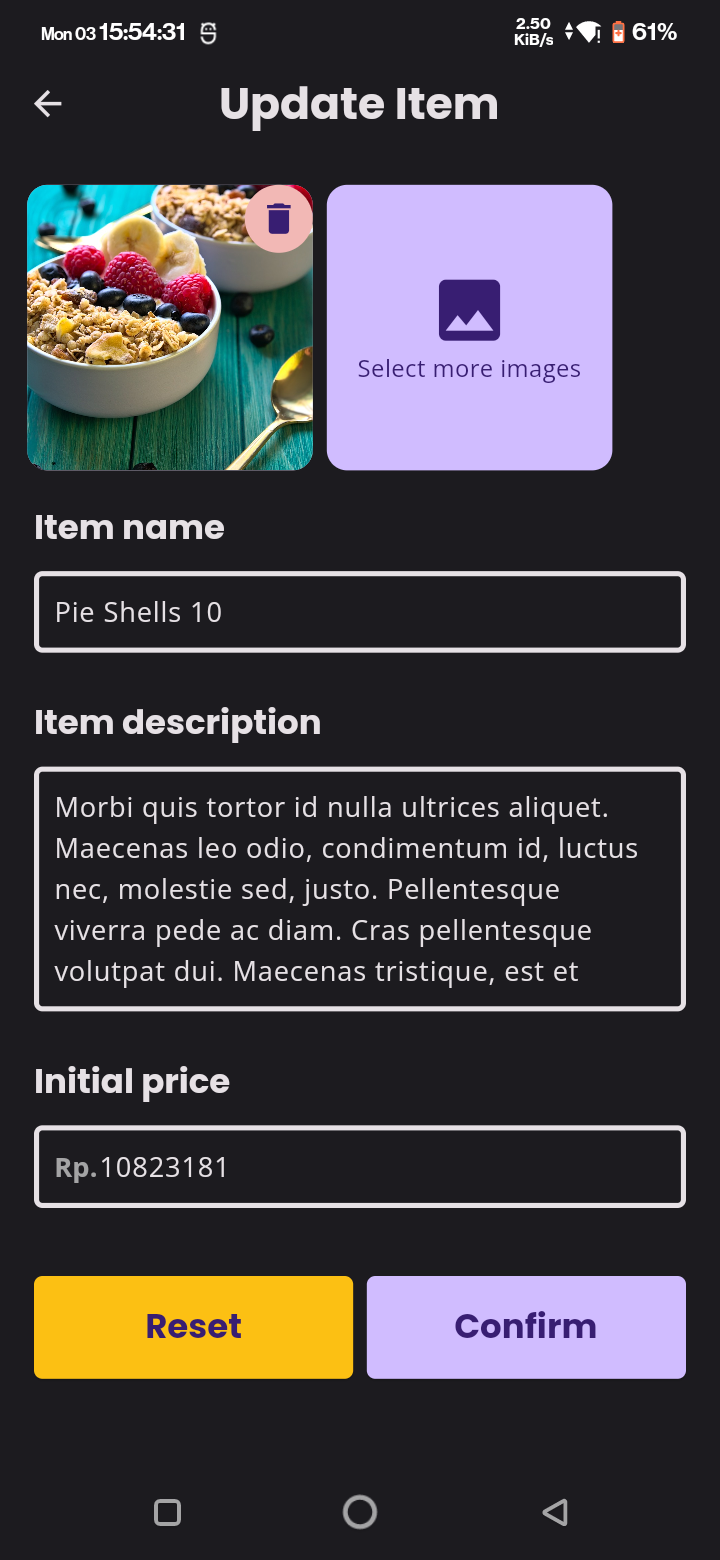 Mon 03 15:54:31 2.50 KiB/s 61%
Update Item
Select more images
Item name
Pie Shells 10
Item description
Morbi quis tortor id nulla ultrices aliquet.
Maecenas leo odio, condimentum id, luctus
nec, molestie sed, justo. Pellentesque
viverra pede ac diam. Cras pellentesque
volutpat dui. Maecenas tristique, est et
Initial price
Rp.10823181
Reset Confirm